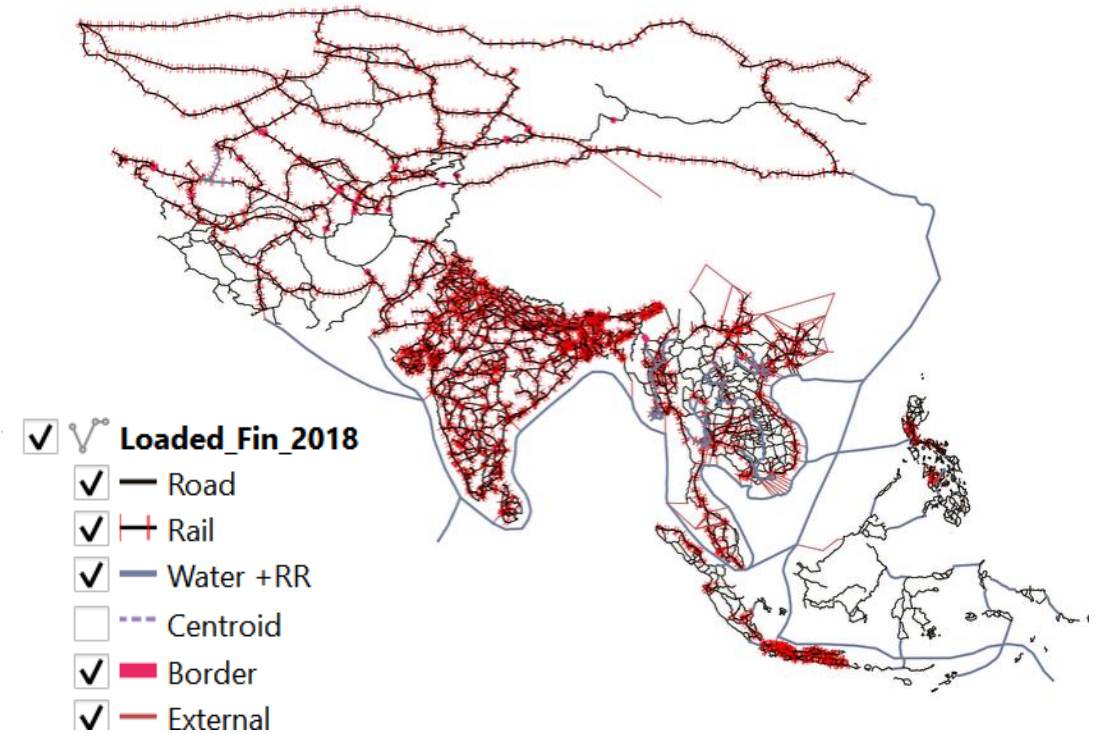 Loaded_Fin_2018
Road
Rail
Water +RR
Centroid
Border
External